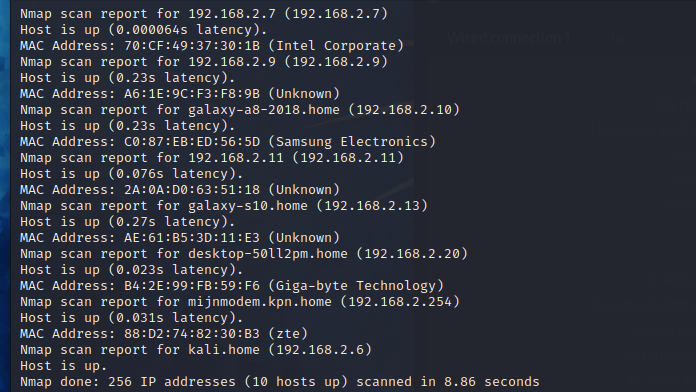 Nmap scan report for 192.168.2.7 (192.168.2.7)
Host is up (0.000064s latency).
MAC Address: 70:CF:49:37:30:1B (Intel Corporate)
Nmap scan report for 192.168.2.9 (192.168.2.9)
Host is up (0.23s latency).
MAC Address: A6:1E:9C:F3:F8:9B (Unknown)
Nmap scan report for galaxy-a8-2018.home (192.168.2.10)
Host is up (0.23s latency).
MAC Address: C0:87:EB:ED:56:5D (Samsung Electronics)
Nmap scan report for 192.168.2.11 (192.168.2.11)
Host is up (0.076s latency).
MAC Address: 2A:0A:D0:63:51:18 (Unknown)
Nmap scan report for galaxy-s10.home (192.168.2.13)
Host is up (0.27s latency).
MAC Address: AE:61:B5:3D:11:E3 (Unknown)
Nmap scan report for desktop-50ll2pm.home (192.168.2.20)
Host is up (0.023s latency).
MAC Address: B4:2E:99:FB:59:F6 (Giga-byte Technology)
Nmap scan report for mijnmodem.kpn.home (192.168.2.254)
Host is up (0.031s latency).
MAC Address: 88:D2:74:82:30:B3 (zte)
Nmap scan report for kali.home (192.168.2.6)
Host is up.
Nmap done: 256 IP addresses (10 hosts up) scanned in 8.86 seconds